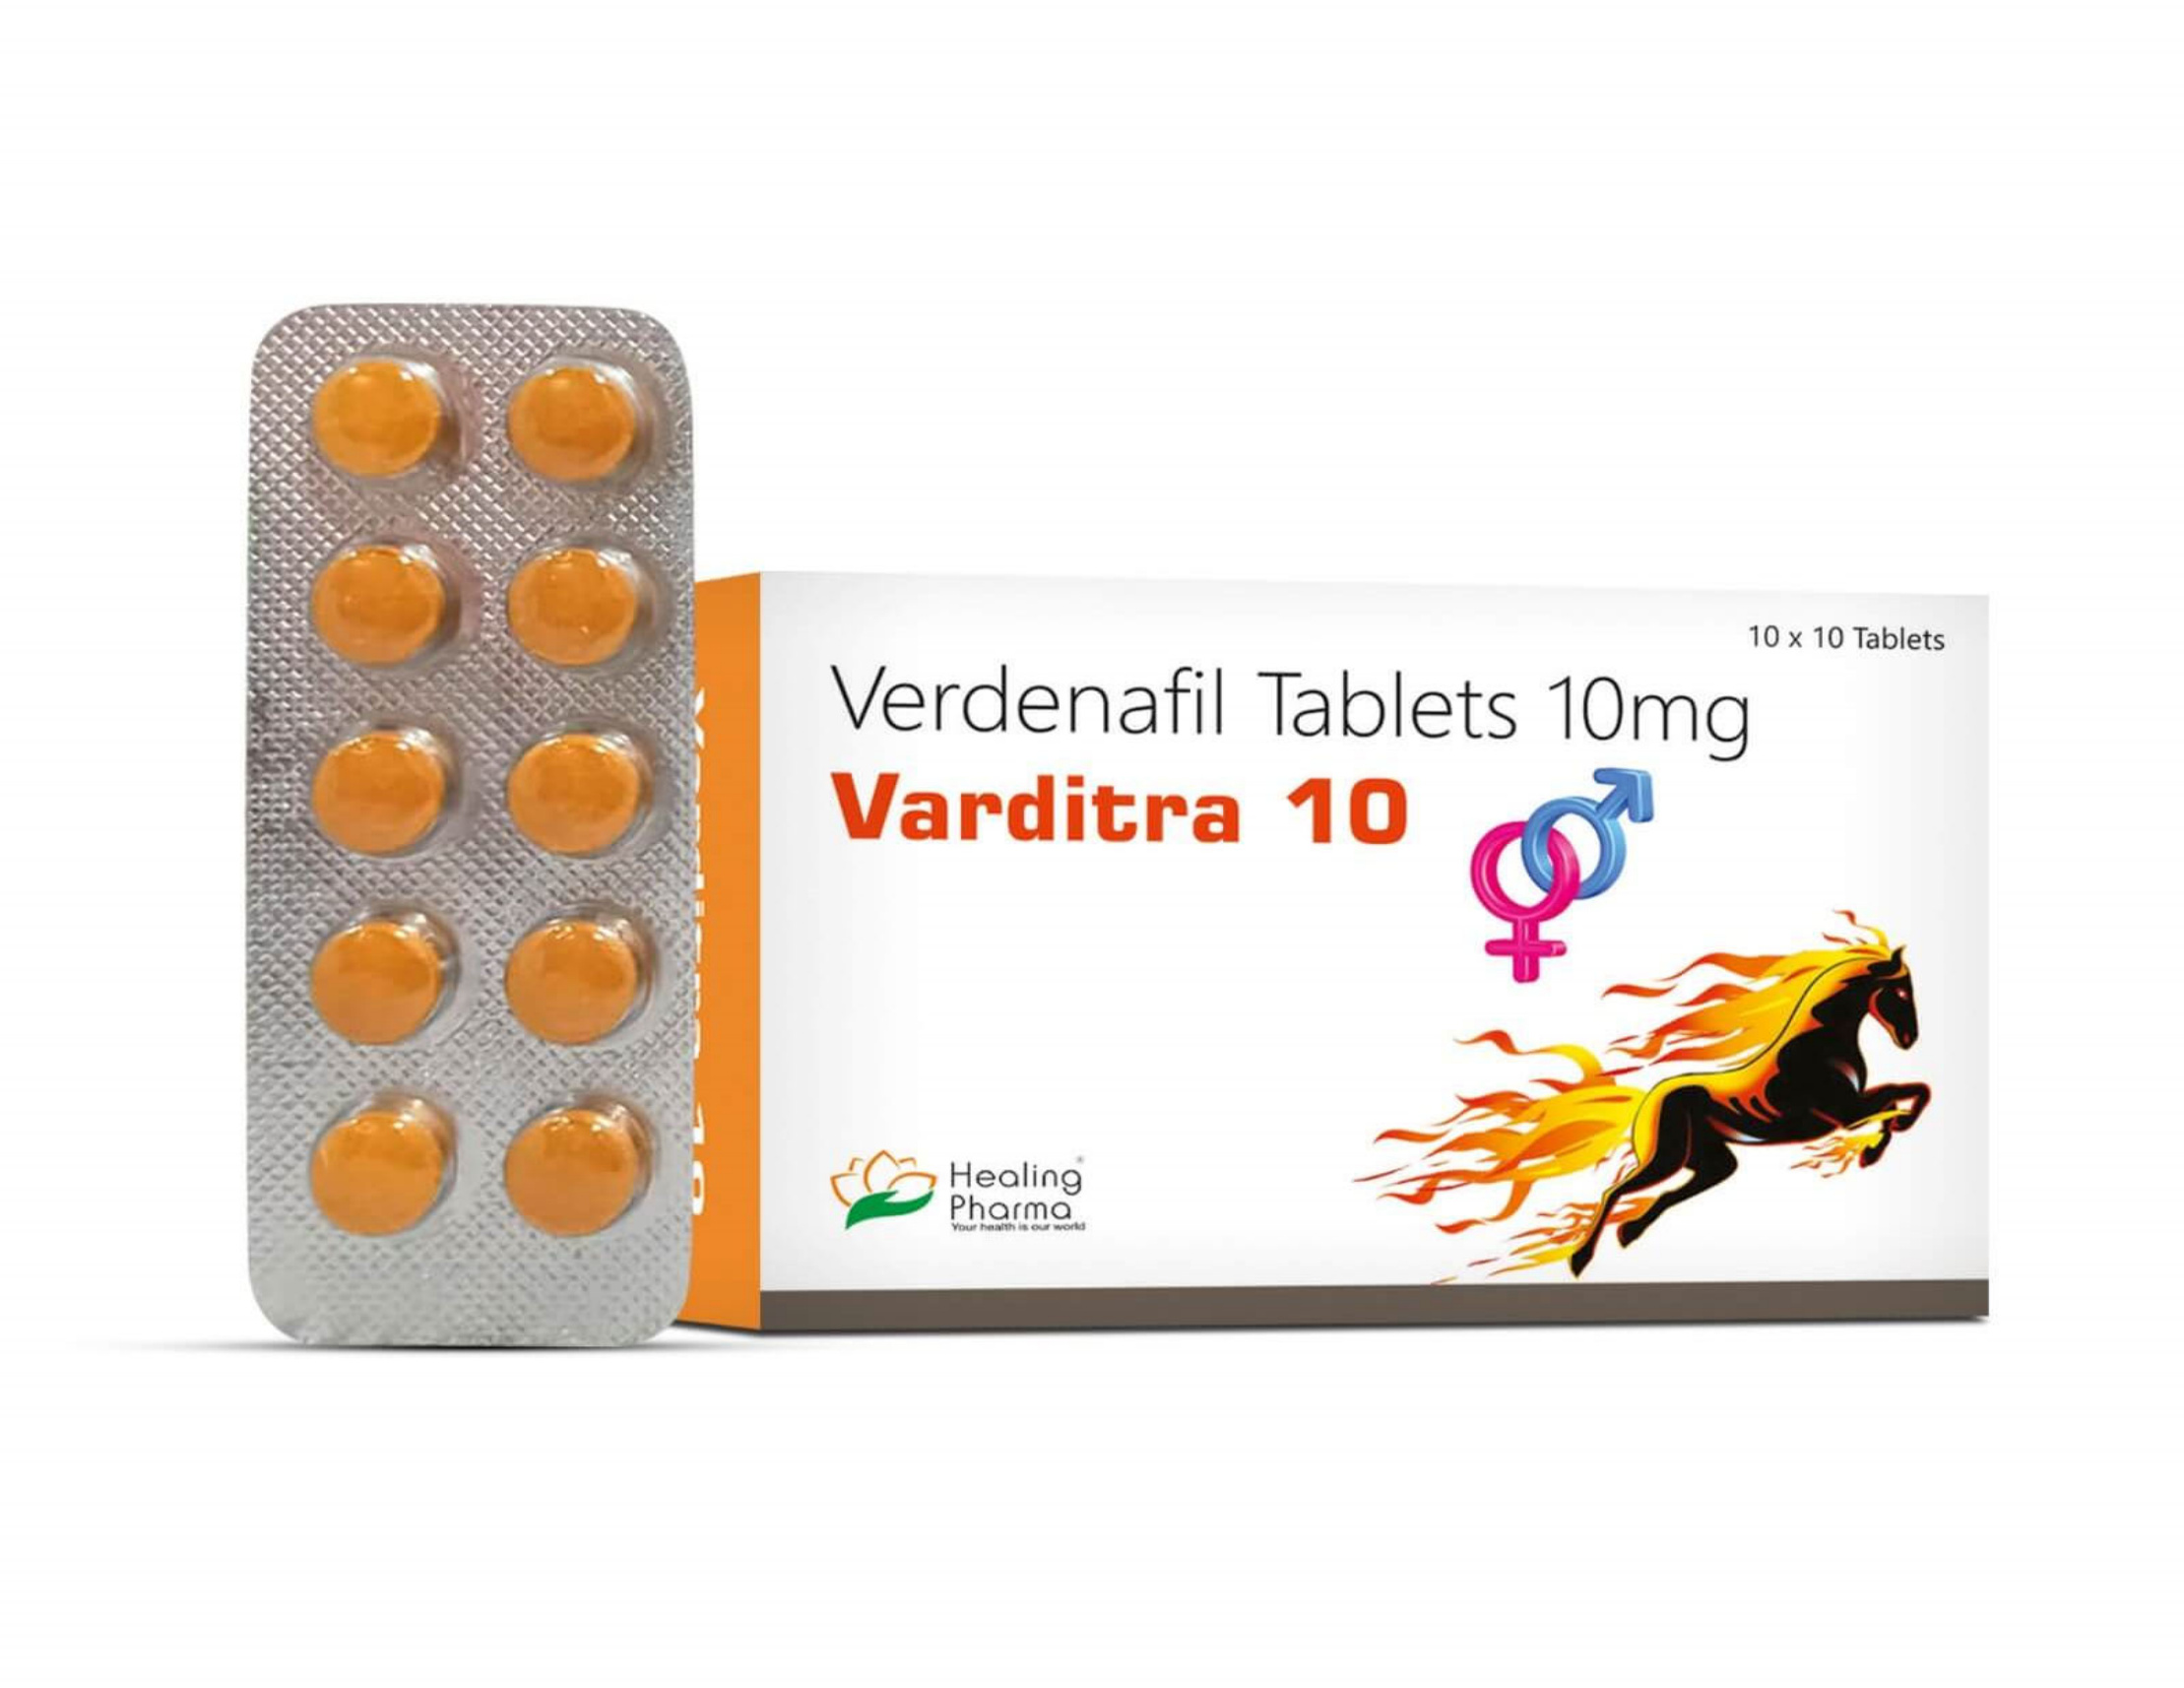 10 x 10 Tablets
Verdenafil Tablets 10mg
Varditra 10
Healing
Pharma
Your health is our world